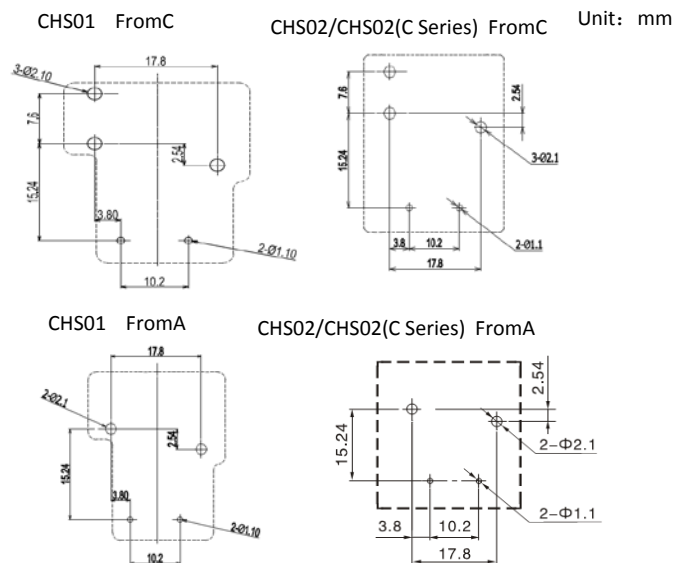 CHS01 FromC
CHS02/CHS02(C Series) FromC
Unit: mm
17.8
3-Ø2.10
7.6
2.54
15.24
3.80
2-Ø1.10
10.2
7.6
2.54
15.24
3-Ø2.1
3.8
10.2
2-Ø1.1
17.8
CHS01 FromA
CHS02/CHS02(C Series) FromA
17.8
2-Ø2.1
2.54
15.24
3.80
2-Ø1.10
10.2
2.54
15.24
2-Φ2.1
2-Φ1.1
3.8
10.2
17.8